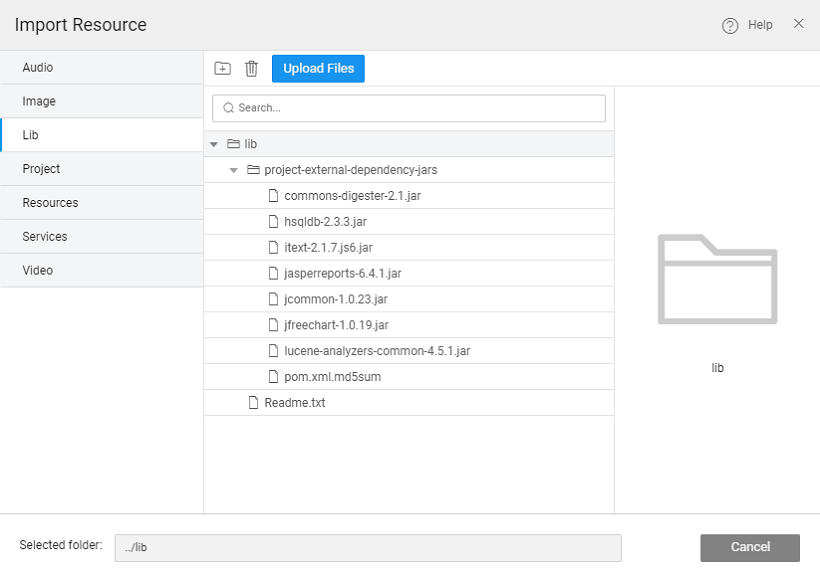 Import Resource
Help
Audio
Image
Lib
Project
Resources
Services
Video
Upload Files
Search...
lib
project-external-dependency-jars
commons-digester-2.1.jar
hsqldb-2.3.3.jar
itext-2.1.7.js6.jar
jasperreports-6.4.1.jar
jcommon-1.0.23.jar
jfreechart-1.0.19.jar
lucene-analyzers-common-4.5.1.jar
pom.xml.md5sum
Readme.txt
lib
Selected folder:
../lib
Cancel